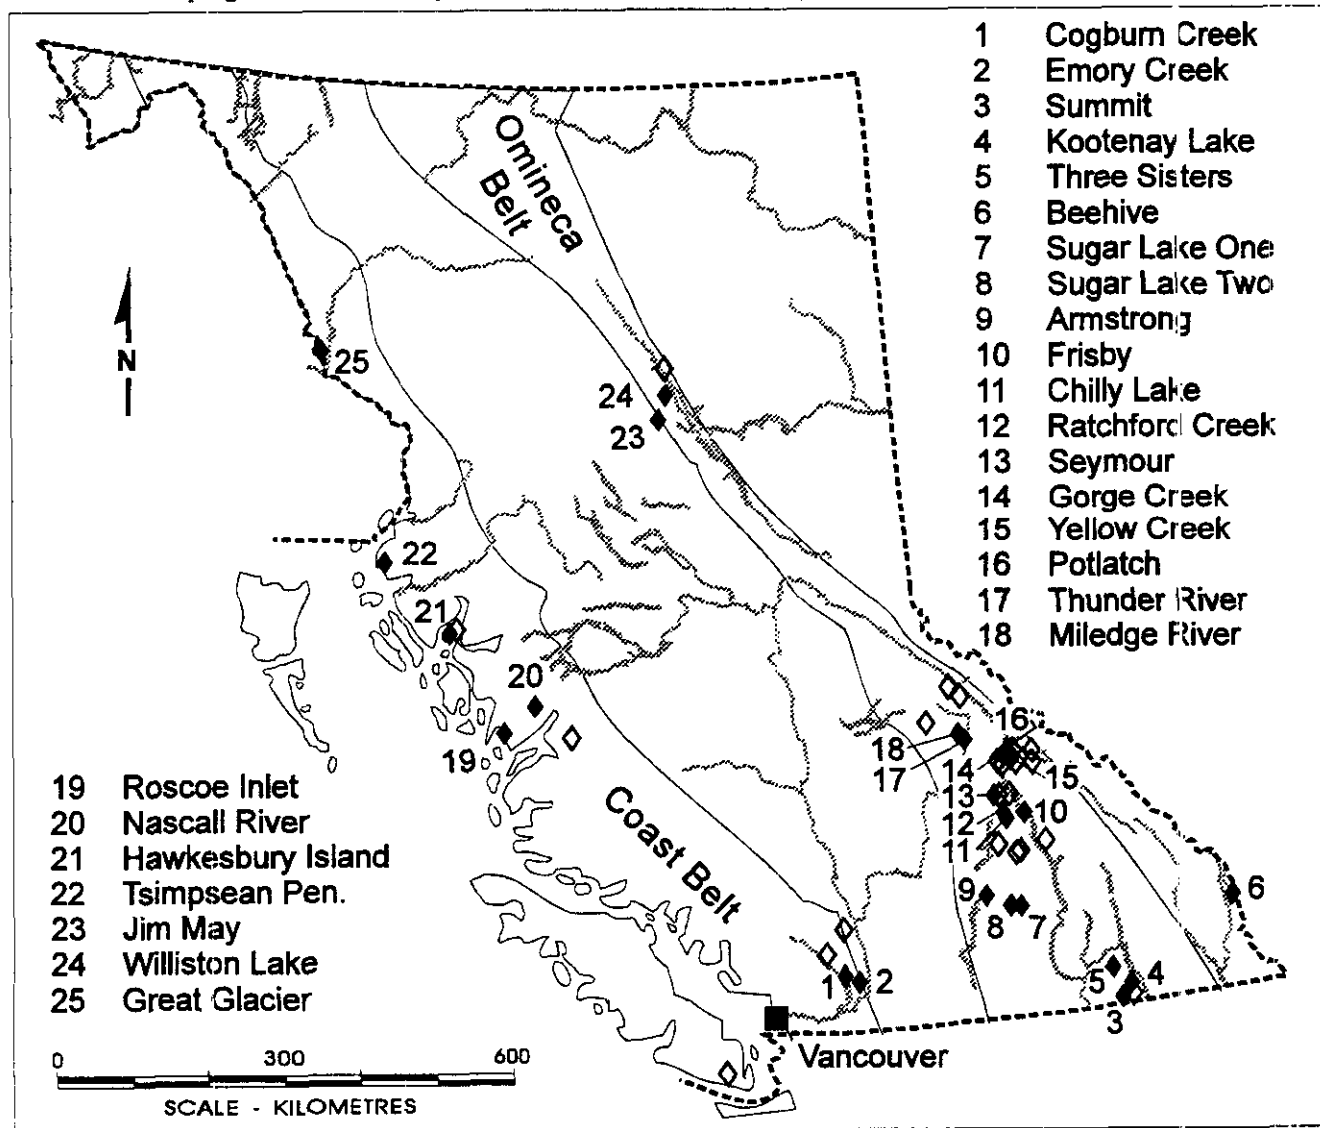 1 Cogburn Creek
2 Emory Creek
3 Summit
4 Kootenay Lake
5 Three Sisters
6 Beehive
7 Sugar Lake One
8 Sugar Lake Two
9 Armstrong
10 Frisby
11 Chilly Lake
12 Ratchford Creek
13 Seymour
14 Gorge Creek
15 Yellow Creek
16 Potlatch
17 Thunder River
18 Miledge River
Omineca
Belt
N
25
24
23
22
21
20
19
18
17
16
14
15
13
10
12
11
9
8
7
6
5
4
3
1
2
Coast Belt
19 Roscoe Inlet
20 Nascall River
21 Hawkesbury Island
22 Tsimpsean Pen.
23 Jim May
24 Williston Lake
25 Great Glacier
Vancouver
0 300 600
SCALE - KILOMETRES